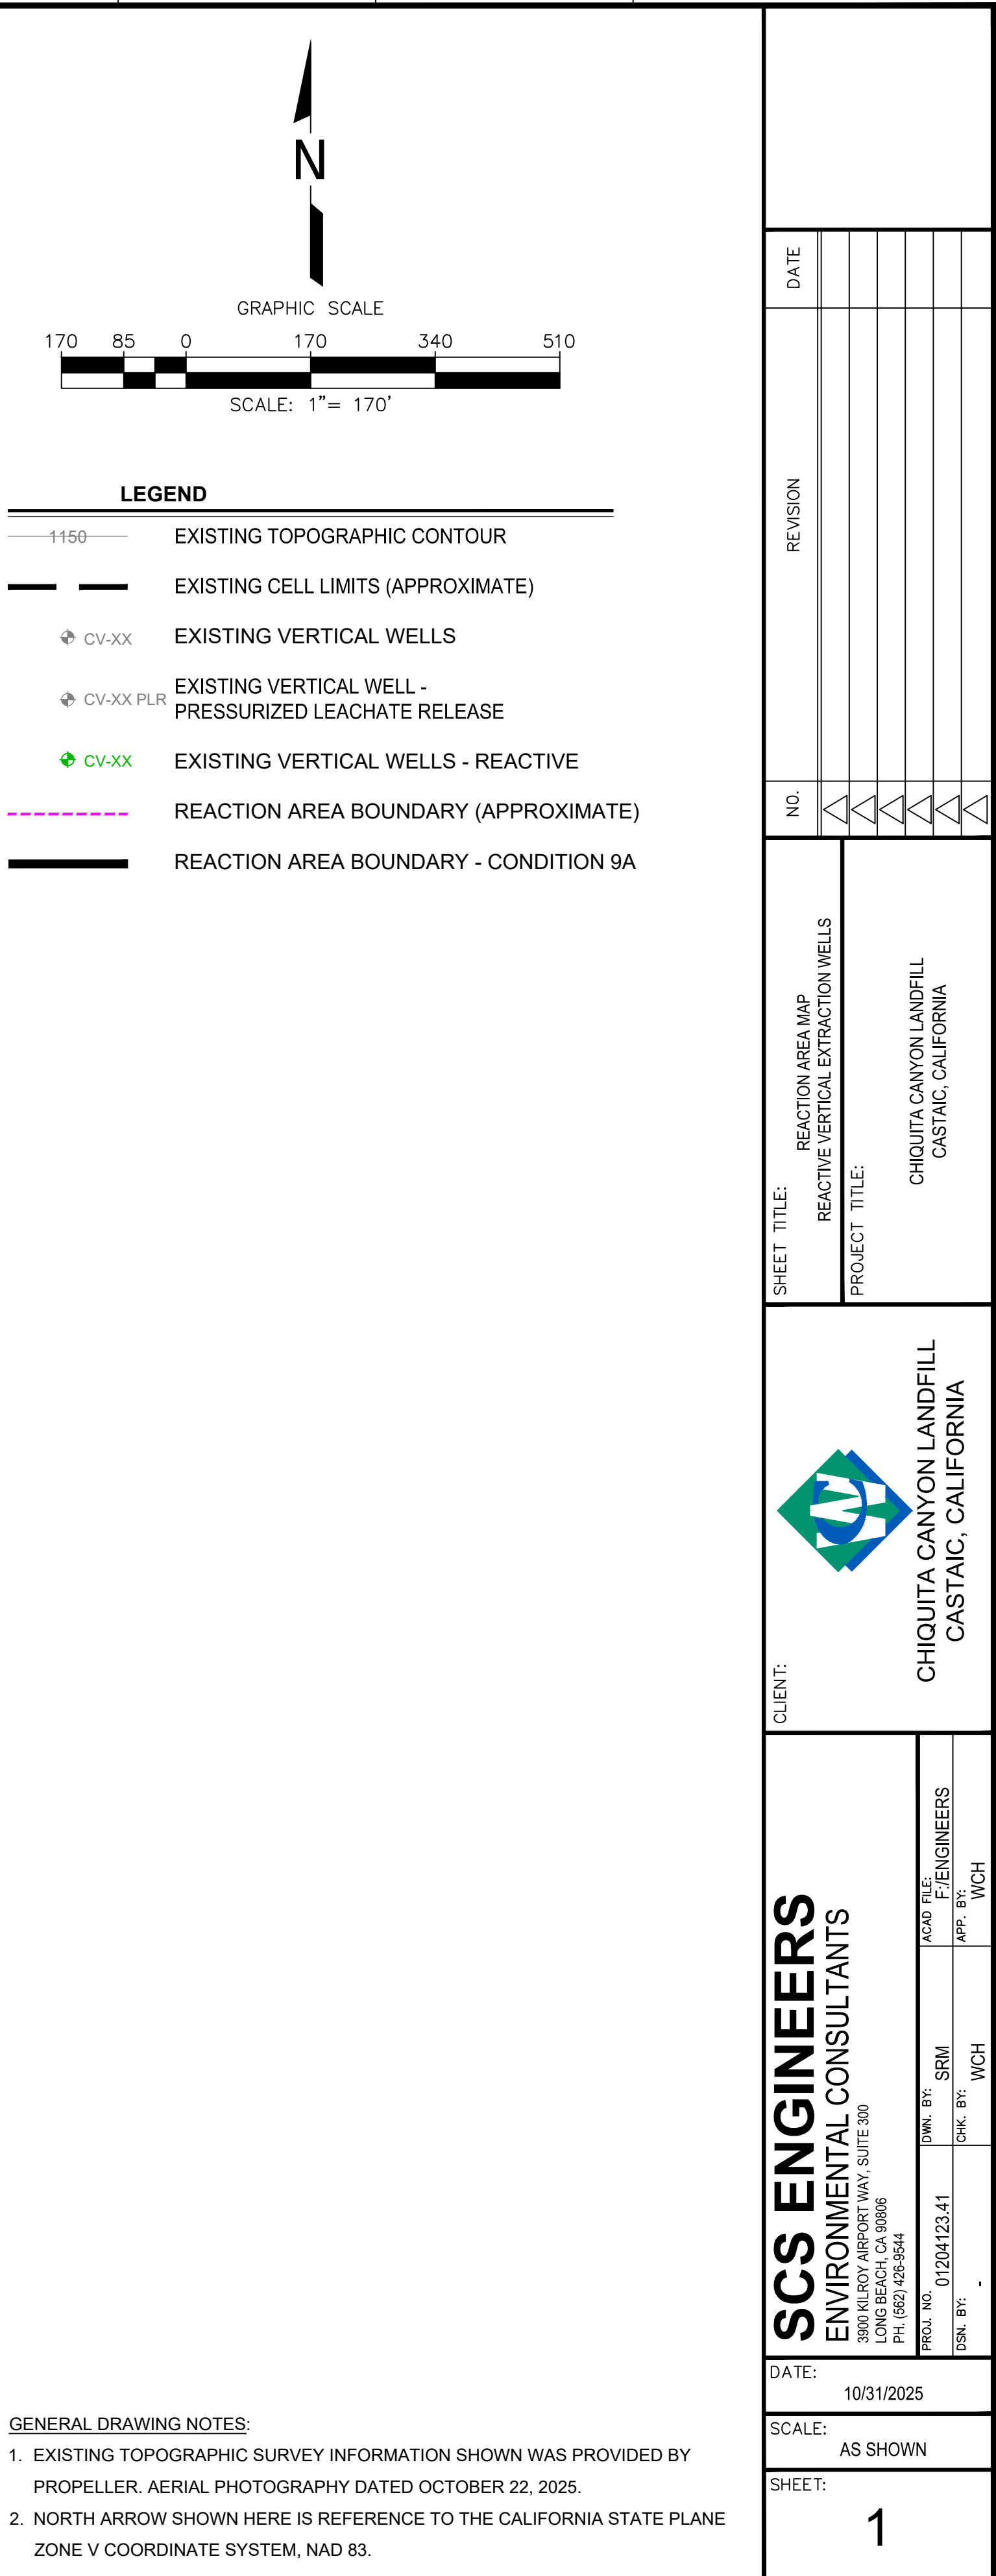 N
GRAPHIC SCALE
170 85 0 170 340 510
SCALE: 1"= 170'
LEGEND
1150 EXISTING TOPOGRAPHIC CONTOUR
EXISTING CELL LIMITS (APPROXIMATE)
CV-XX EXISTING VERTICAL WELLS
CV-XX PLR EXISTING VERTICAL WELL -
PRESSURIZED LEACHATE RELEASE
CV-XX EXISTING VERTICAL WELLS - REACTIVE
REACTION AREA BOUNDARY (APPROXIMATE)
REACTION AREA BOUNDARY - CONDITION 9A
GENERAL DRAWING NOTES:
1. EXISTING TOPOGRAPHIC SURVEY INFORMATION SHOWN WAS PROVIDED BY
PROPELLER. AERIAL PHOTOGRAPHY DATED OCTOBER 22, 2025.
2. NORTH ARROW SHOWN HERE IS REFERENCE TO THE CALIFORNIA STATE PLANE
ZONE V COORDINATE SYSTEM, NAD 83.
NO. REVISION DATE
SHEET TITLE:
REACTION AREA MAP
REACTIVE VERTICAL EXTRACTION WELLS
PROJECT TITLE:
CHIQUITA CANYON LANDFILL
CASTAIC, CALIFORNIA
CLIENT:
CHIQUITA CANYON LANDFILL
CASTAIC, CALIFORNIA
SCS ENGINEERS
ENVIRONMENTAL CONSULTANTS
3900 KILROY AIRPORT WAY, SUITE 300
LONG BEACH, CA 90806
PH. (562) 426-9544
PROJ. NO. 01204123.41
DWN. BY: SRM
ACAD FILE: F:/ENGINEERS
DSN. BY: -
CHK. BY: WCH
APP. BY: WCH
DATE:
10/31/2025
SCALE:
AS SHOWN
SHEET:
1